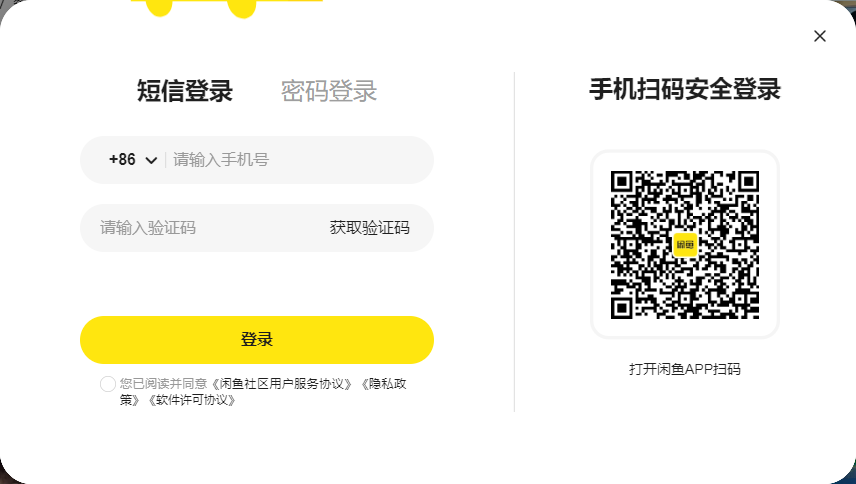 短信登录
密码登录
+86
请输入手机号
请输入验证码
获取验证码
登录
您已阅读并同意《闲鱼社区用户服务协议》《隐私政
策》《软件许可协议》
手机扫码安全登录
闲鱼
打开闲鱼APP扫码